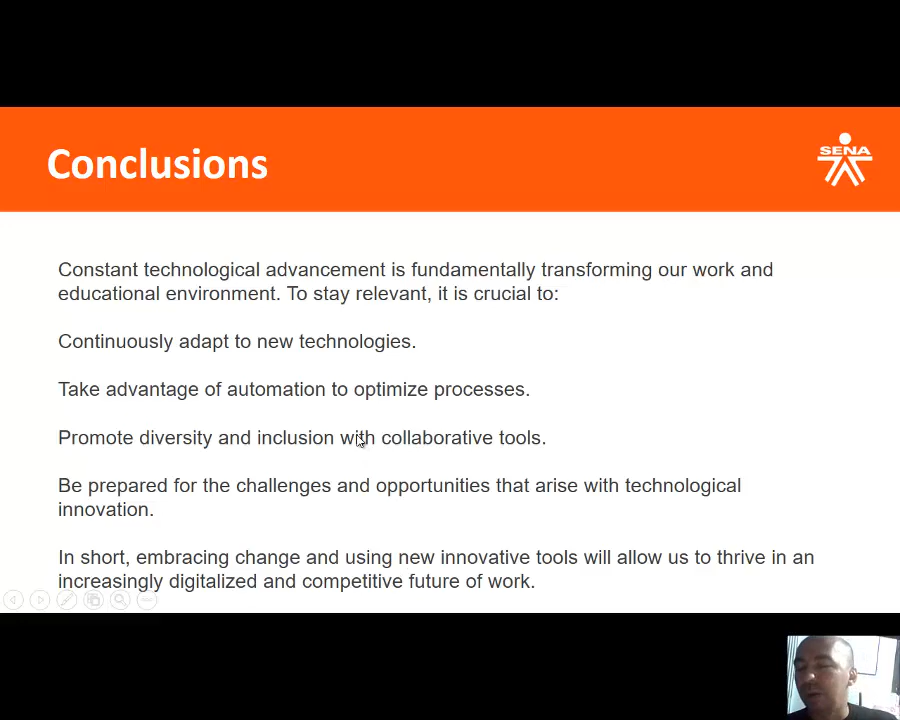 Conclusions
SENA
Constant technological advancement is fundamentally transforming our work and
educational environment. To stay relevant, it is crucial to:
Continuously adapt to new technologies.
Take advantage of automation to optimize processes.
Promote diversity and inclusion with collaborative tools.
Be prepared for the challenges and opportunities that arise with technological
innovation.
In short, embracing change and using new innovative tools will allow us to thrive in an
increasingly digitalized and competitive future of work.